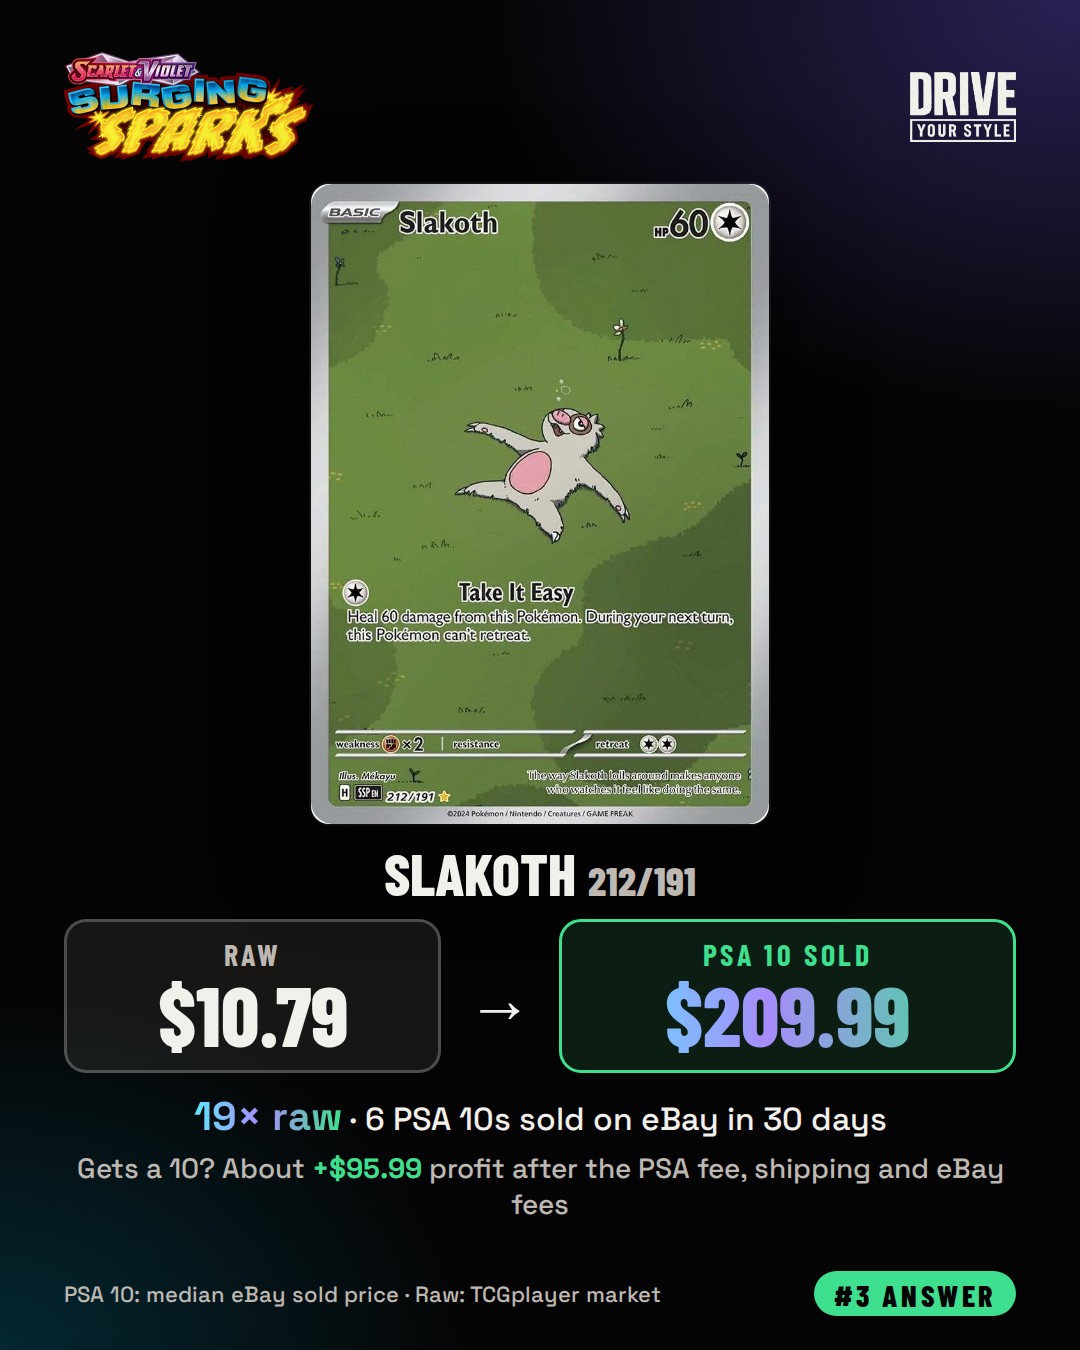 SCARLET & VIOLET
SURGING
SPARKS
DRIVE
YOUR STYLE
BASIC Slakoth HP 60
Take It Easy
Heal 60 damage from this Pokémon. During your next turn,
this Pokémon can't retreat.
weakness ×2 resistance retreat
Illus. Mékayu
The way Slakoth lolls around makes anyone
who watches it feel like doing the same.
H SSP EN 212/191
©2024 Pokémon / Nintendo / Creatures / GAME FREAK
SLAKOTH 212/191
RAW
$10.79
→
PSA 10 SOLD
$209.99
19× raw · 6 PSA 10s sold on eBay in 30 days
Gets a 10? About +$95.99 profit after the PSA fee, shipping and eBay
fees
PSA 10: median eBay sold price · Raw: TCGplayer market
#3 ANSWER